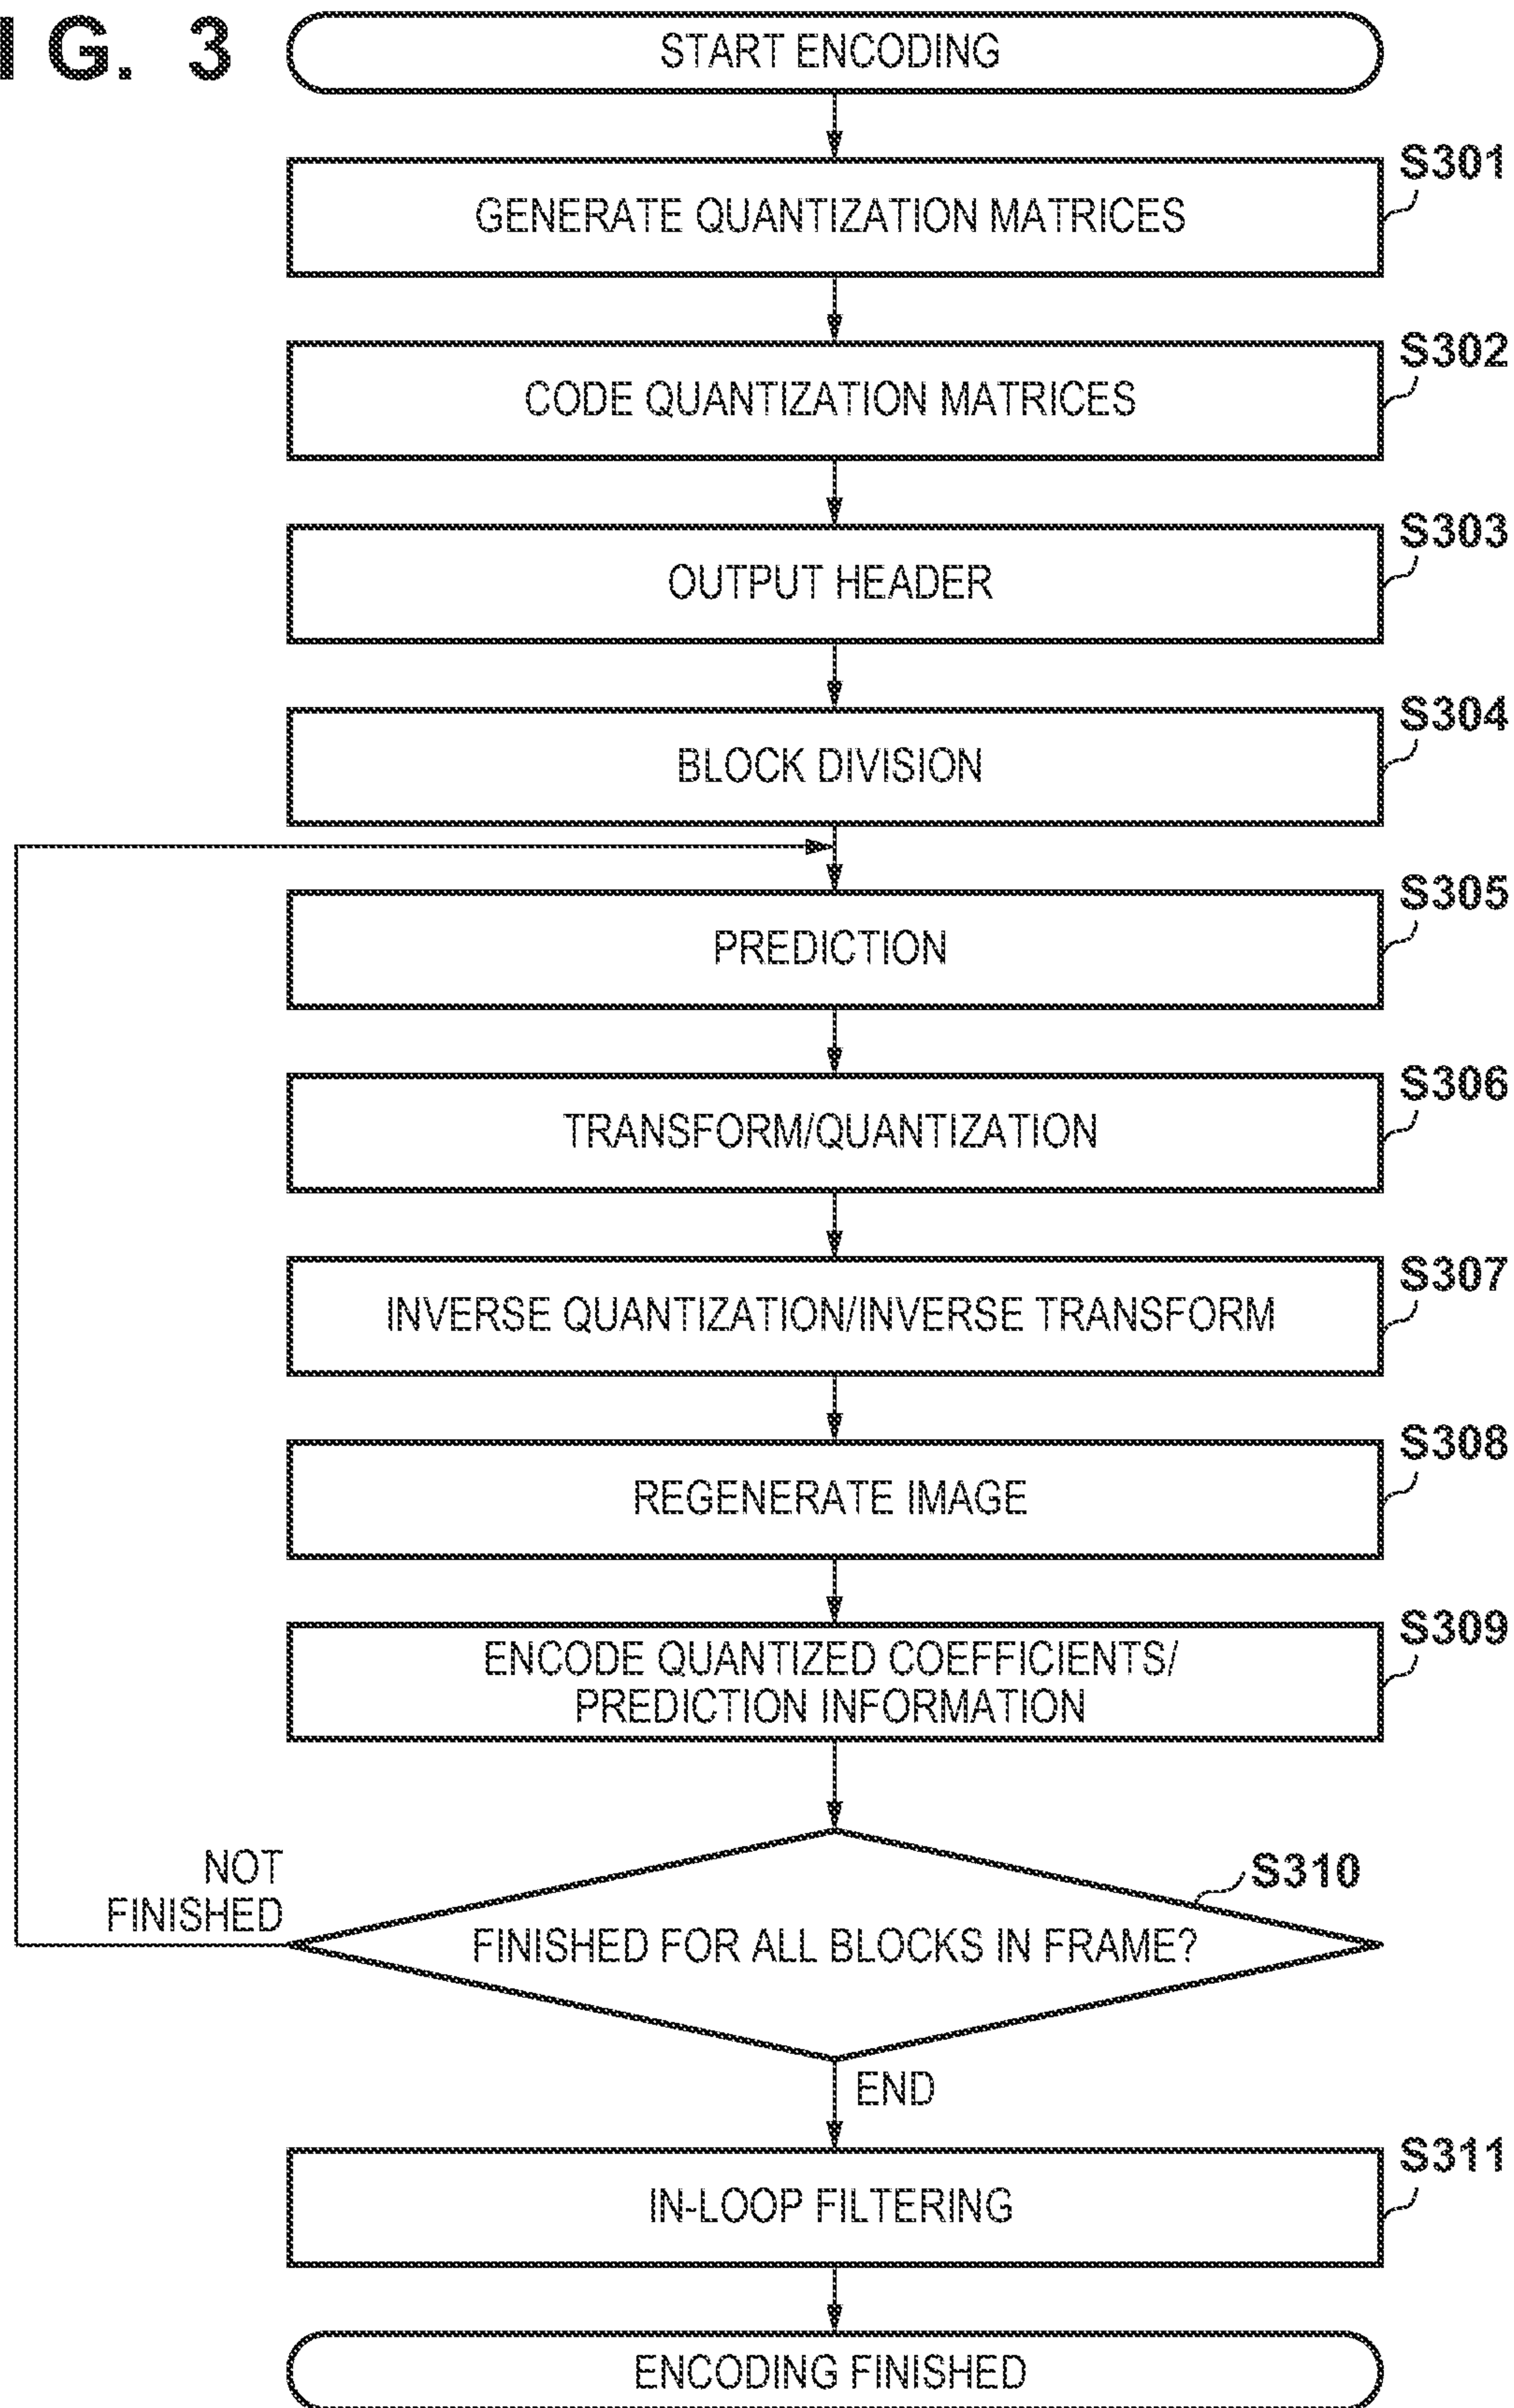 IG. 3
START ENCODING
S301
GENERATE QUANTIZATION MATRICES
S302
CODE QUANTIZATION MATRICES
S303
OUTPUT HEADER
S304
BLOCK DIVISION
S305
PREDICTION
S306
TRANSFORM/QUANTIZATION
S307
INVERSE QUANTIZATION/INVERSE TRANSFORM
S308
REGENERATE IMAGE
S309
ENCODE QUANTIZED COEFFICIENTS/
PREDICTION INFORMATION
NOT
FINISHED
S310
FINISHED FOR ALL BLOCKS IN FRAME?
END
S311
IN-LOOP FILTERING
ENCODING FINISHED